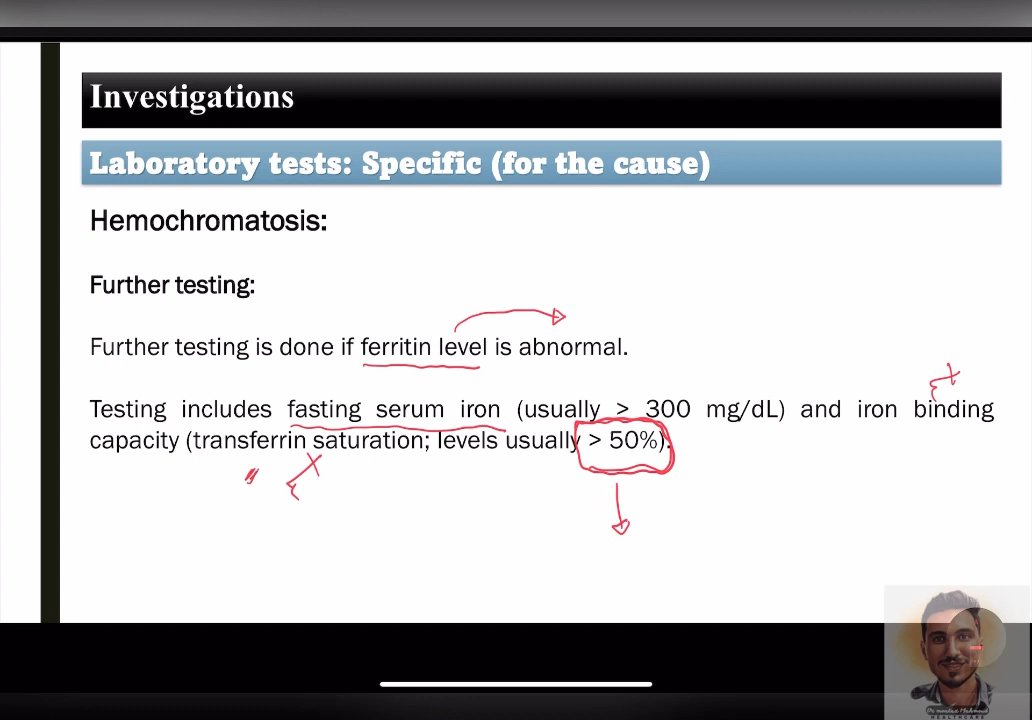 Investigations
Laboratory tests: Specific (for the cause)
Hemochromatosis:
Further testing:
Further testing is done if ferritin level is abnormal.
Testing includes fasting serum iron (usually > 300 mg/dL) and iron binding
capacity (transferrin saturation; levels usually > 50%).
HEALTHCARE